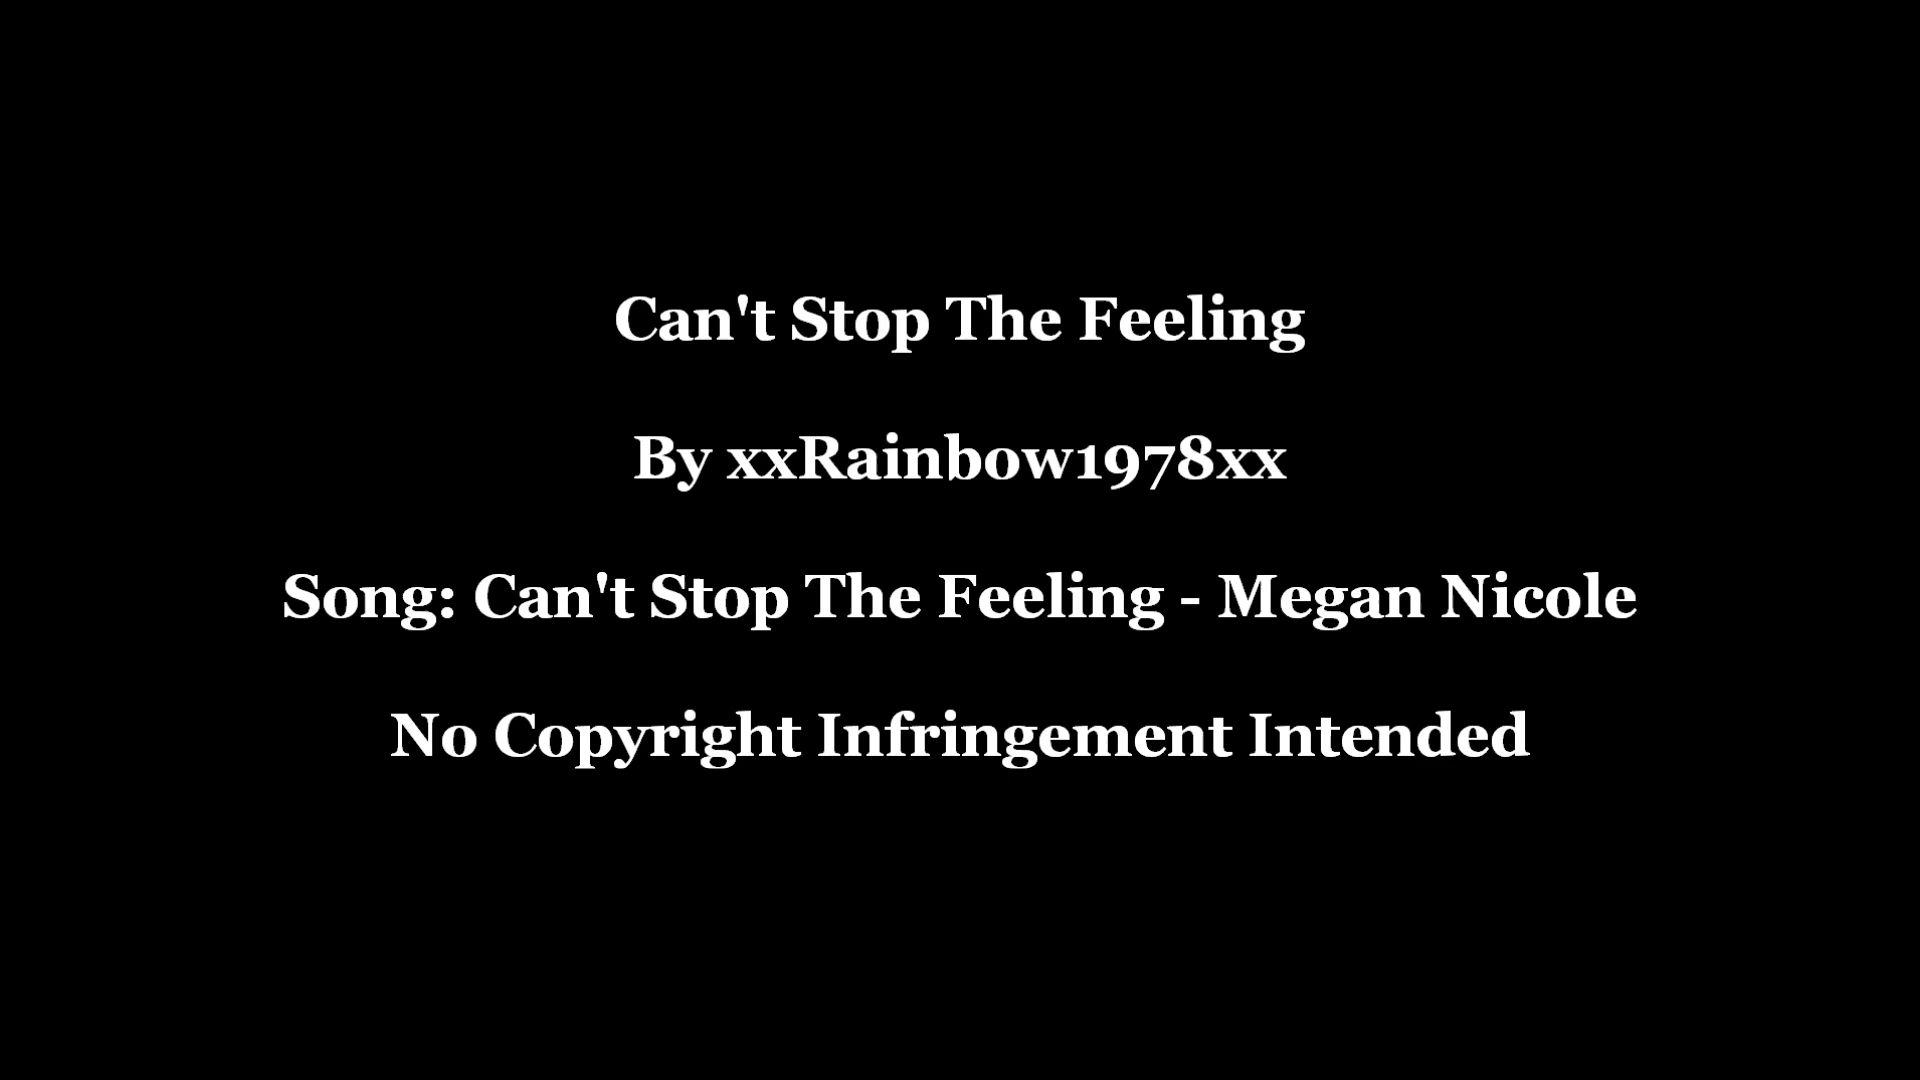 Can't Stop The Feeling
By xxRainbow1978xx
Song: Can't Stop The Feeling - Megan Nicole
No Copyright Infringement Intended